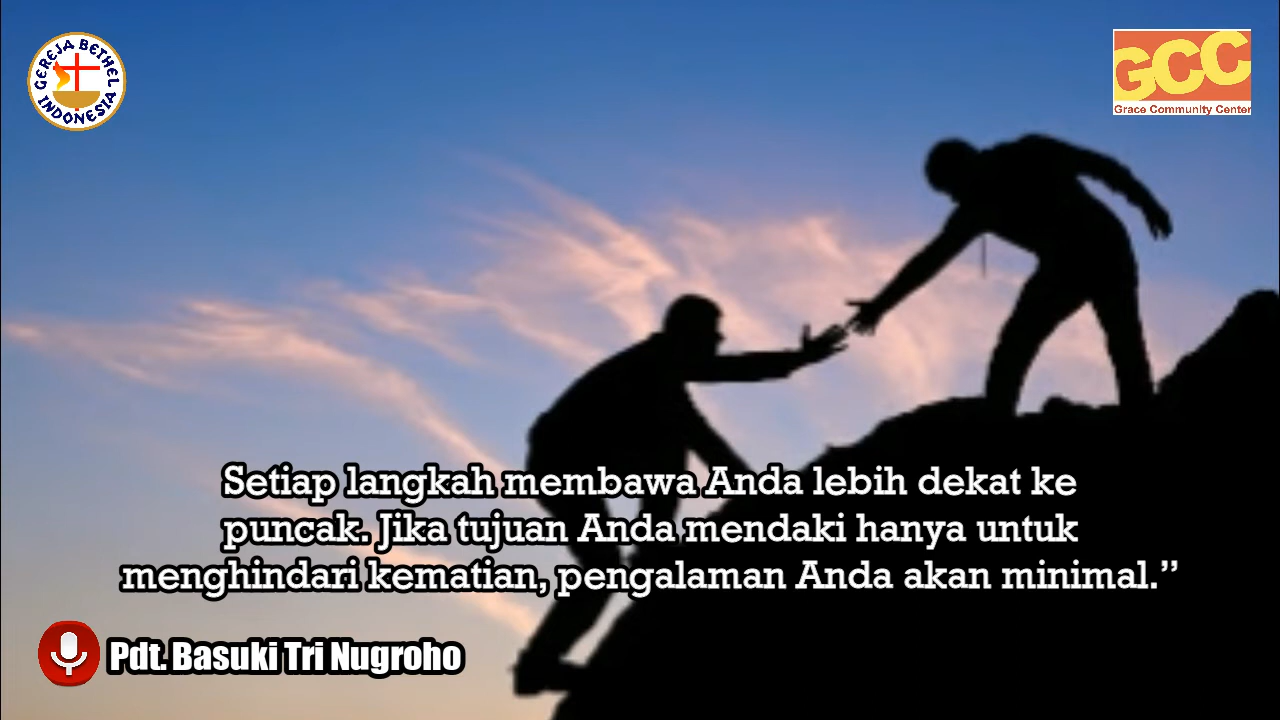 GEREJA BETHEL
INDONESIA
GCC
Grace Community Center
Setiap langkah membawa Anda lebih dekat ke
puncak. Jika tujuan Anda mendaki hanya untuk
menghindari kematian, pengalaman Anda akan minimal.”
Pdt. Basuki Tri Nugroho